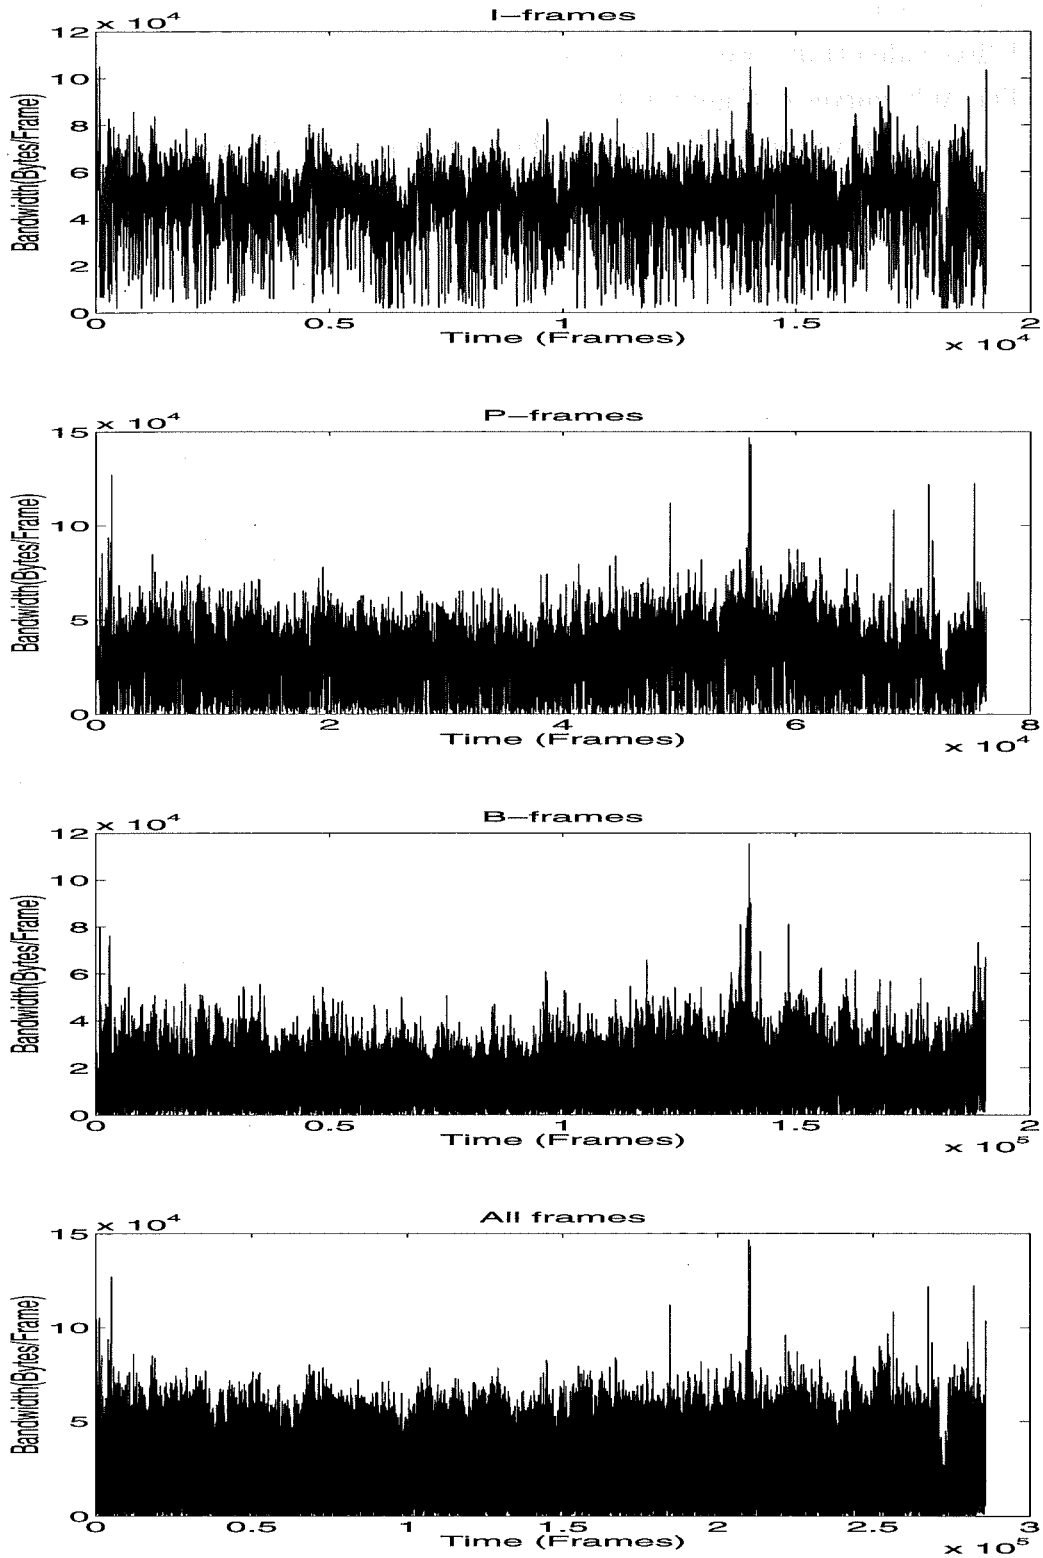 I-frames
x 10^4
12
10
8
6
4
2
0
Bandwidth(Bytes/Frame)
0 0.5 1 1.5 2
Time (Frames)
x 10^4
P-frames
x 10^4
15
10
5
0
Bandwidth(Bytes/Frame)
0 2 4 6 8
Time (Frames)
x 10^4
B-frames
x 10^4
12
10
8
6
4
2
0
Bandwidth(Bytes/Frame)
0 0.5 1 1.5 2
Time (Frames)
x 10^5
All frames
x 10^4
15
10
5
0
Bandwidth(Bytes/Frame)
0 0.5 1 1.5 2 2.5 3
Time (Frames)
x 10^5